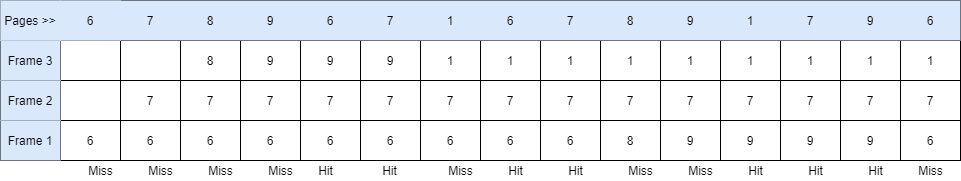 Pages >> 6 7 8 9 6 7 1 6 7 8 9 1 7 9 6
Frame 3 8 9 9 9 1 1 1 1 1 1 1 1 1
Frame 2 7 7 7 7 7 7 7 7 7 7 7 7 7 7
Frame 1 6 6 6 6 6 6 6 6 6 8 9 9 9 9 6
Miss Miss Miss Miss Hit Hit Miss Hit Hit Miss Miss Hit Hit Hit Miss